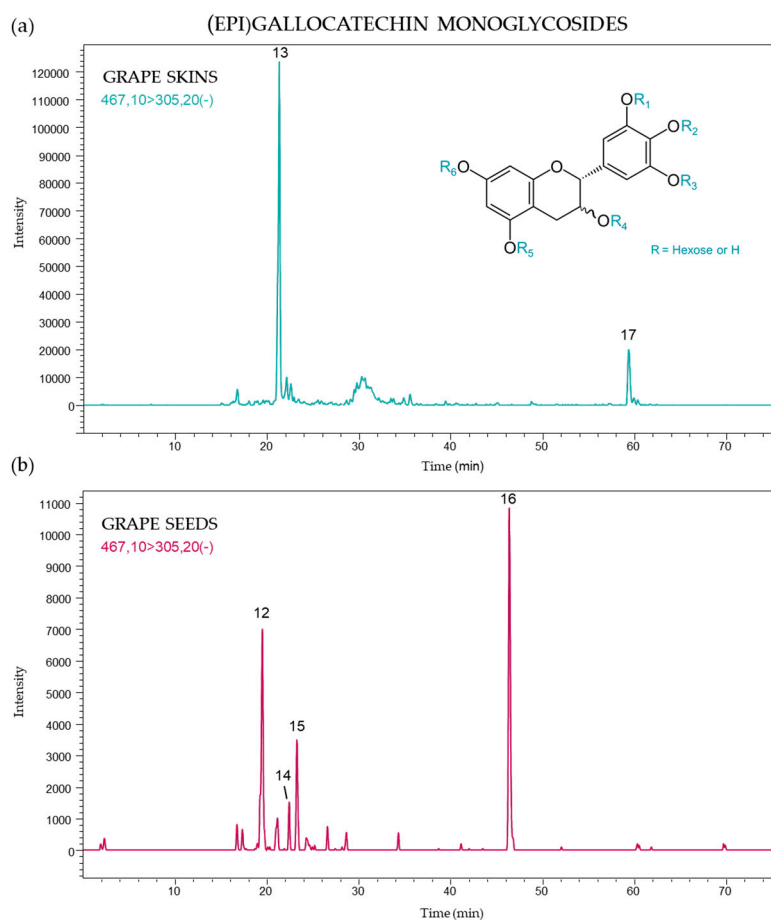 (EPI)GALLOCATECHIN MONOGLYCOSIDES
(a)
13
GRAPE SKINS
467,10>305,20(-)
120000
110000
100000
90000
80000
70000
60000
50000
40000
30000
20000
10000
0
Intensity
OR1
OR2
OR3
R6O
O
OR4
OR5
R = Hexose or H
17
10
20
30
40
50
60
70
Time (min)
(b)
GRAPE SEEDS
467,10>305,20(-)
11000
10000
9000
8000
7000
6000
5000
4000
3000
2000
1000
0
Intensity
12
14
15
16
10
20
30
40
50
60
70
Time (min)